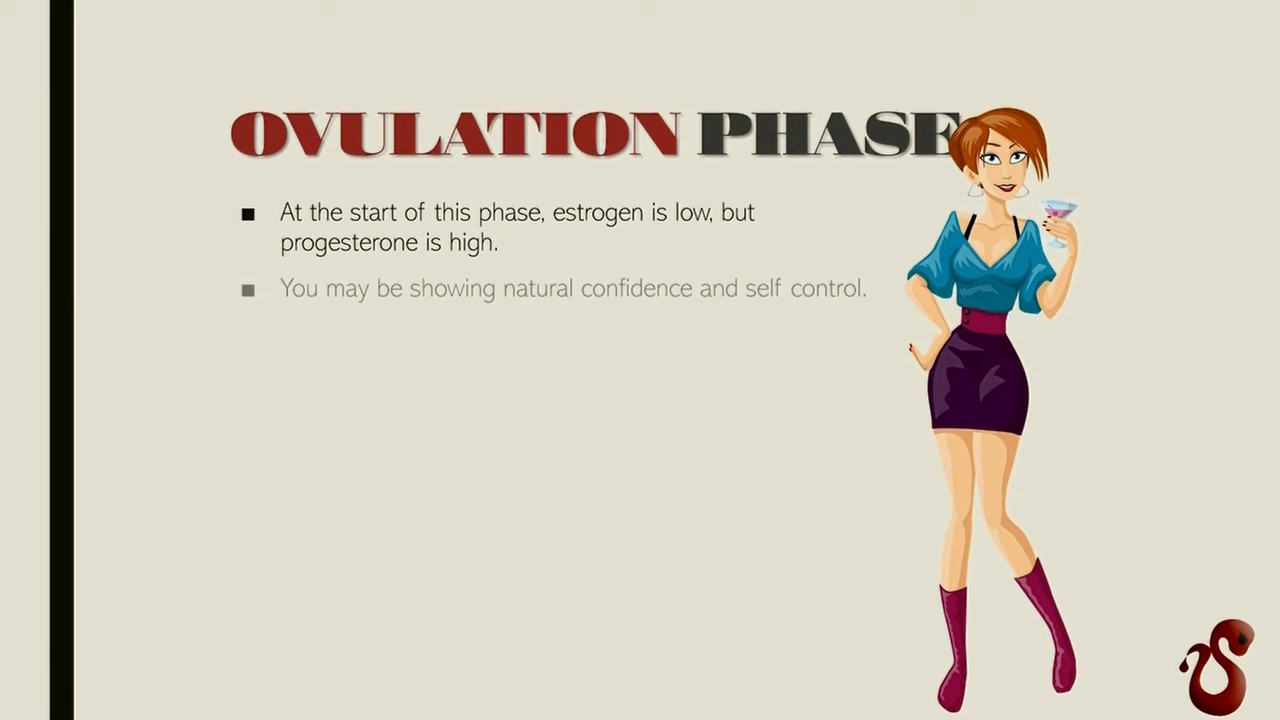 OVULATION PHASE
■ At the start of this phase, estrogen is low, but
progesterone is high.
■ You may be showing natural confidence and self control.